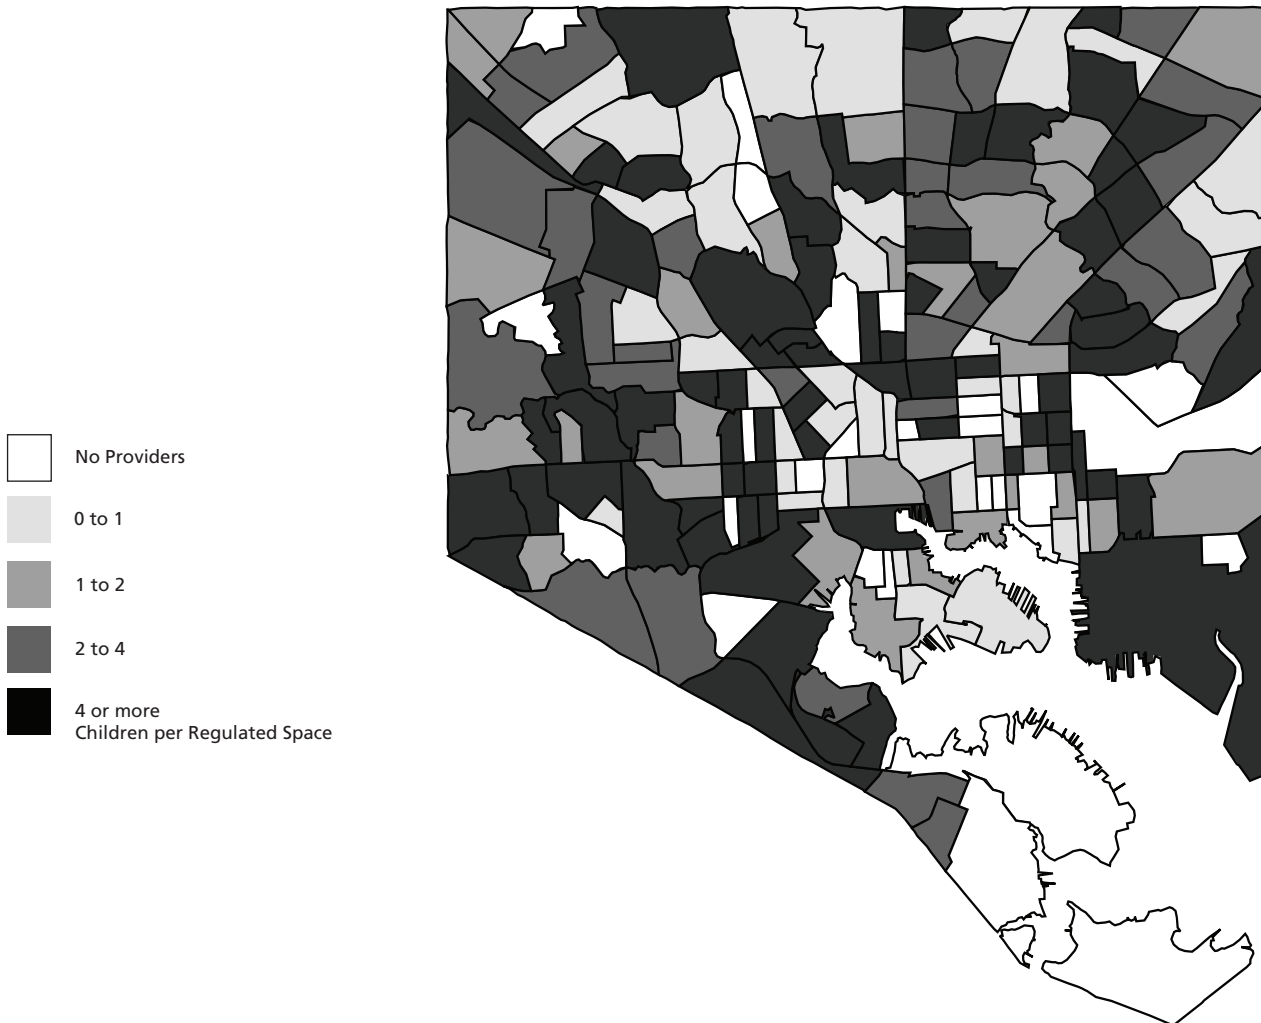 No Providers
0 to 1
1 to 2
2 to 4
4 or more
Children per Regulated Space